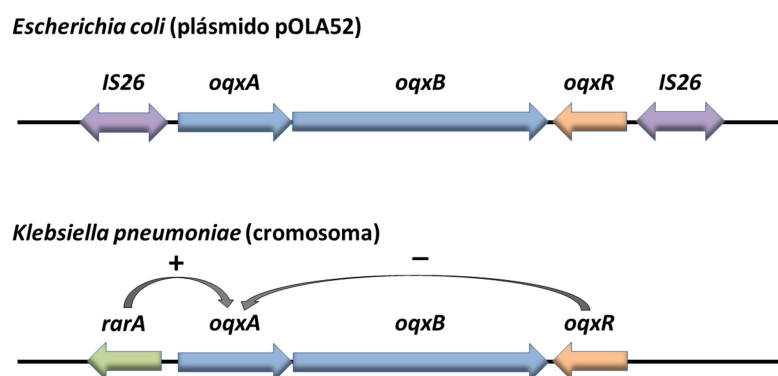 Escherichia coli (plásmido pOLA52)
IS26 oqxA oqxB oqxR IS26
Klebsiella pneumoniae (cromosoma)
+ −
rarA oqxA oqxB oqxR